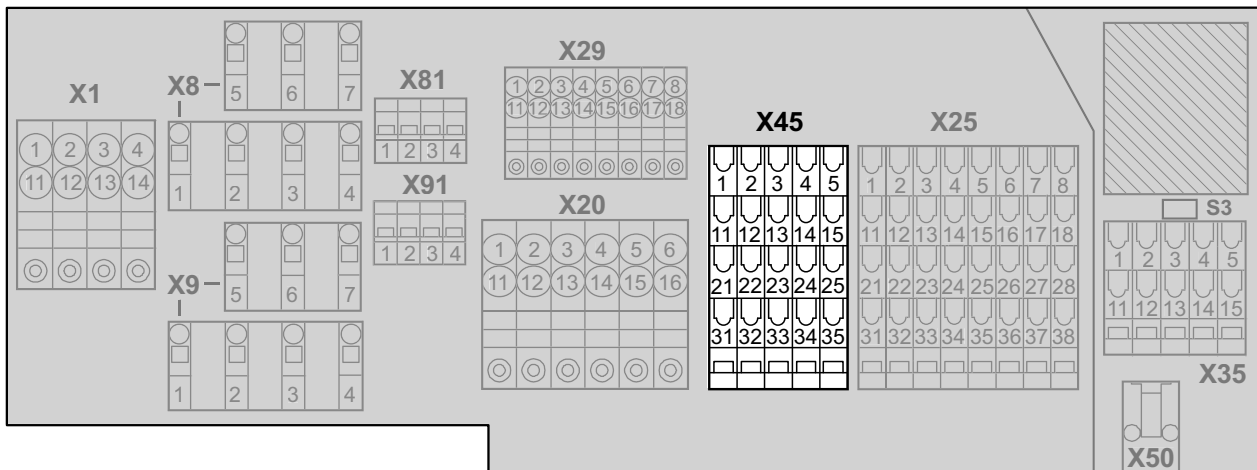 X1
1 2 3 4
11 12 13 14
X8
5 6 7
1 2 3 4
X9
5 6 7
1 2 3 4
X81
1 2 3 4
X91
1 2 3 4
X29
1 2 3 4 5 6 7 8
11 12 13 14 15 16 17 18
X20
1 2 3 4 5 6
11 12 13 14 15 16
X45
1 2 3 4 5
11 12 13 14 15
21 22 23 24 25
31 32 33 34 35
X25
1 2 3 4 5 6 7 8
11 12 13 14 15 16 17 18
21 22 23 24 25 26 27 28
31 32 33 34 35 36 37 38
S3
1 2 3 4 5
11 12 13 14 15
X35
X50